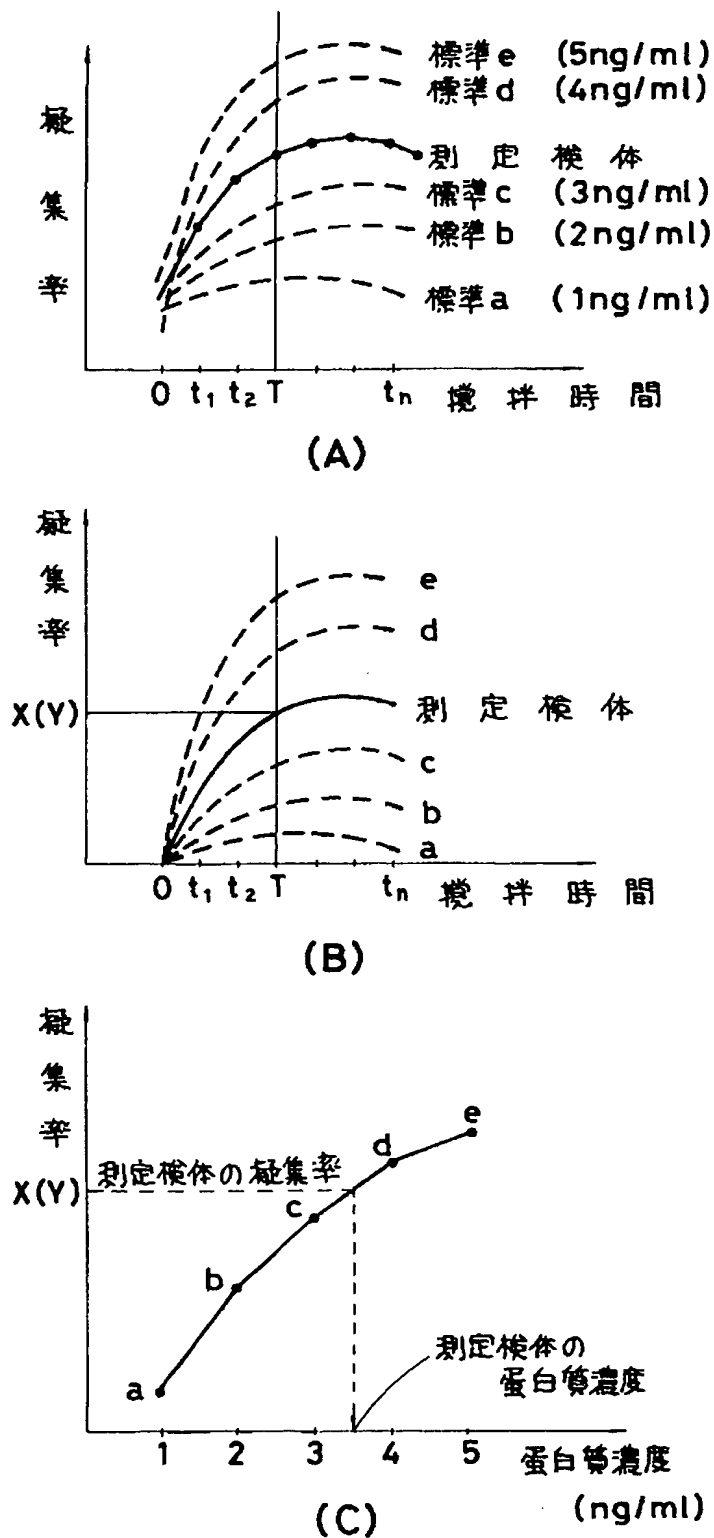 凝集率
標準e (5ng/ml)
標準d (4ng/ml)
測定検体
標準c (3ng/ml)
標準b (2ng/ml)
標準a (1ng/ml)
0 t₁ t₂ T tₙ 攪拌時間
(A)
凝集率
e
d
X(Y)
測定検体
c
b
a
0 t₁ t₂ T tₙ 攪拌時間
(B)
凝集率
e
d
測定検体の凝集率
X(Y)
c
b
測定検体の
蛋白質濃度
a
1 2 3 4 5 蛋白質濃度
(ng/ml)
(C)